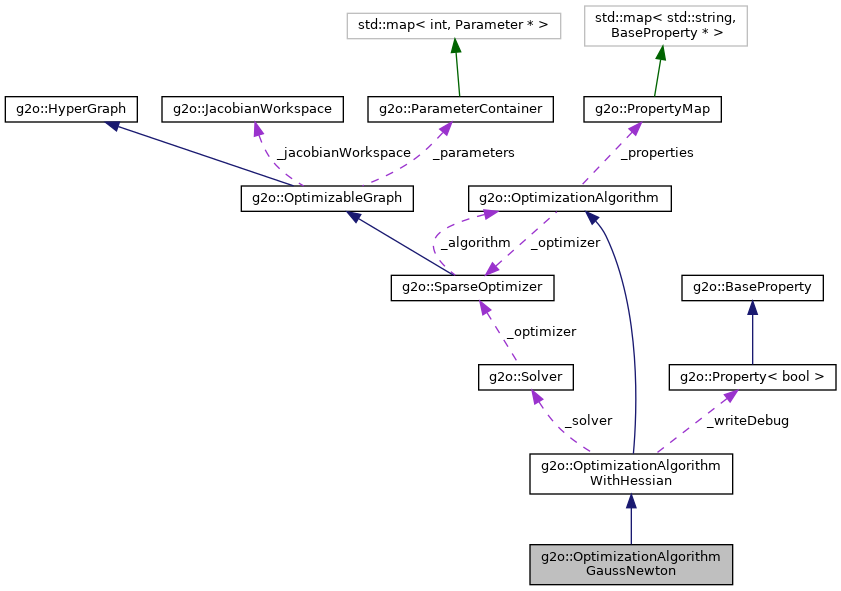 std::map< int, Parameter * >
std::map< std::string,
BaseProperty * >
g2o::HyperGraph
g2o::JacobianWorkspace
g2o::ParameterContainer
g2o::PropertyMap
_jacobianWorkspace
_parameters
_properties
g2o::OptimizableGraph
g2o::OptimizationAlgorithm
_algorithm
_optimizer
g2o::SparseOptimizer
g2o::BaseProperty
_optimizer
g2o::Solver
g2o::Property< bool >
_solver
_writeDebug
g2o::OptimizationAlgorithm
WithHessian
g2o::OptimizationAlgorithm
GaussNewton